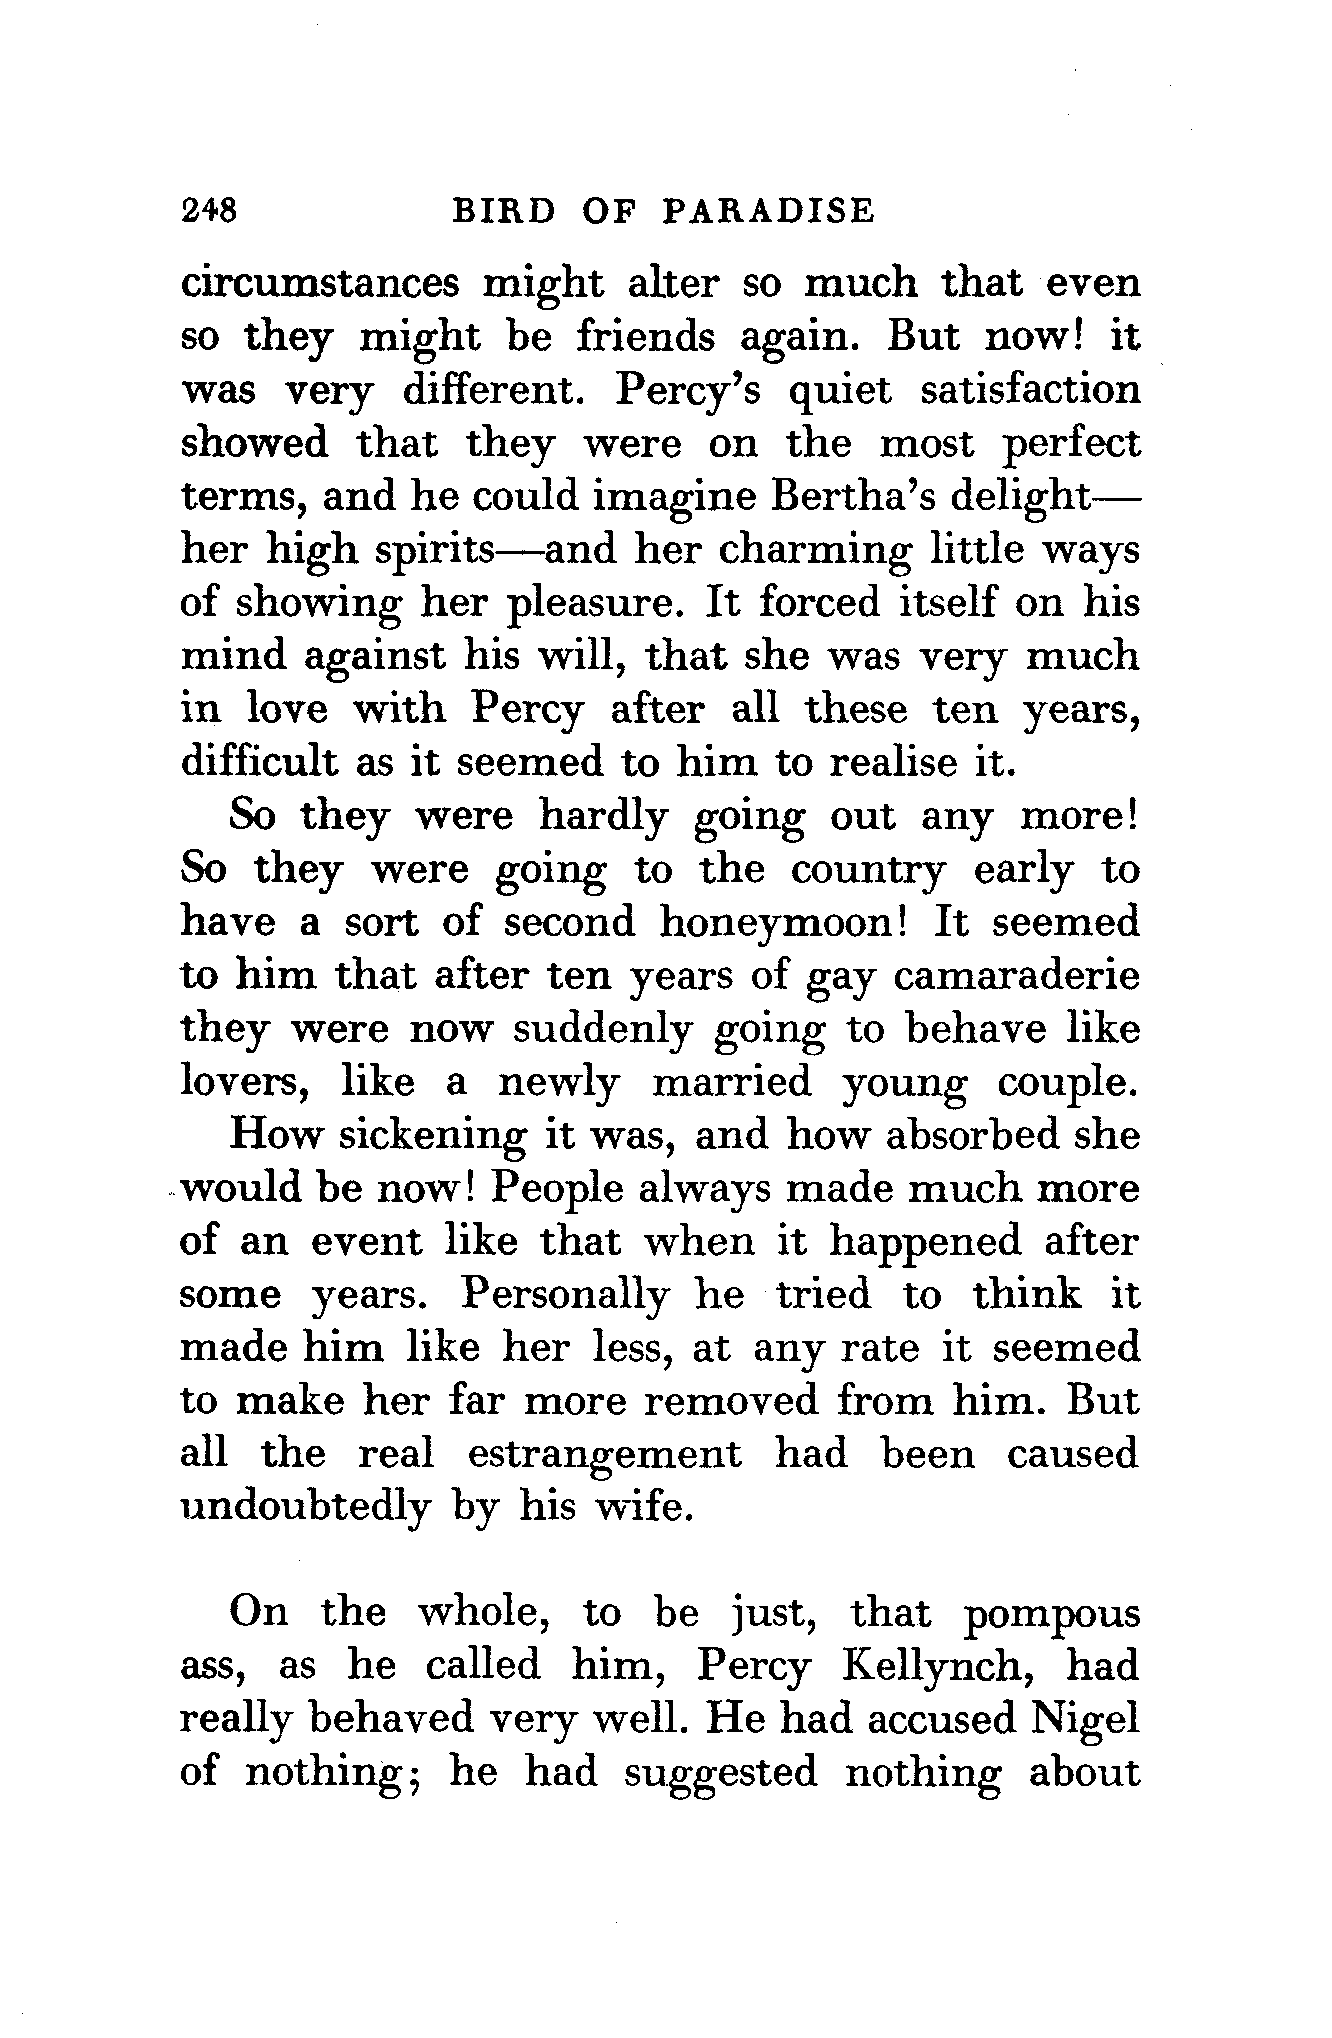 248 BIRD OF PARADISE
circumstances might alter so much that even
so they might be friends again. But now! it
was very different. Percy's quiet satisfaction
showed that they were on the most perfect
terms, and he could imagine Bertha's delight—
her high spirits—and her charming little ways
of showing her pleasure. It forced itself on his
mind against his will, that she was very much
in love with Percy after all these ten years,
difficult as it seemed to him to realise it.
So they were hardly going out any more!
So they were going to the country early to
have a sort of second honeymoon! It seemed
to him that after ten years of gay camaraderie
they were now suddenly going to behave like
lovers, like a newly married young couple.
How sickening it was, and how absorbed she
would be now! People always made much more
of an event like that when it happened after
some years. Personally he tried to think it
made him like her less, at any rate it seemed
to make her far more removed from him. But
all the real estrangement had been caused
undoubtedly by his wife.
On the whole, to be just, that pompous
ass, as he called him, Percy Kellynch, had
really behaved very well. He had accused Nigel
of nothing; he had suggested nothing about